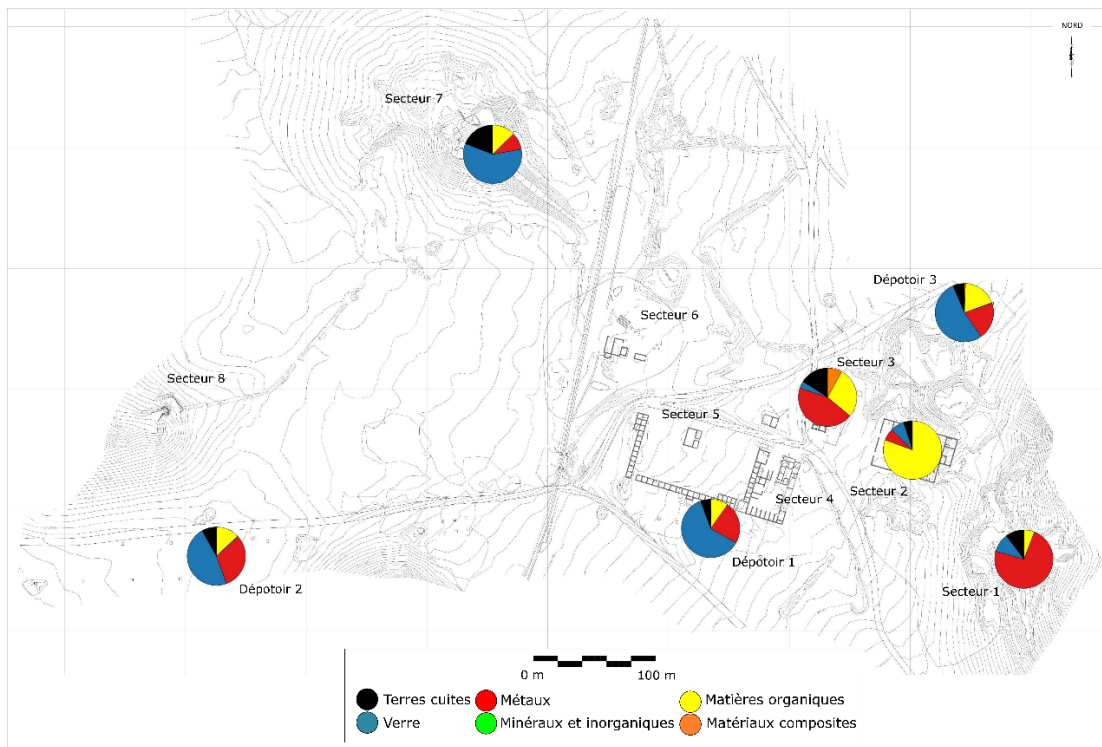 NORD
Secteur 7
Dépotoir 3
Secteur 6
Secteur 3
Secteur 8
Secteur 5
Secteur 2
Secteur 4
Dépotoir 1
Dépotoir 2
Secteur 1
0 m 100 m
Terres cuites Métaux Matières organiques
Verre Minéraux et inorganiques Matériaux composites